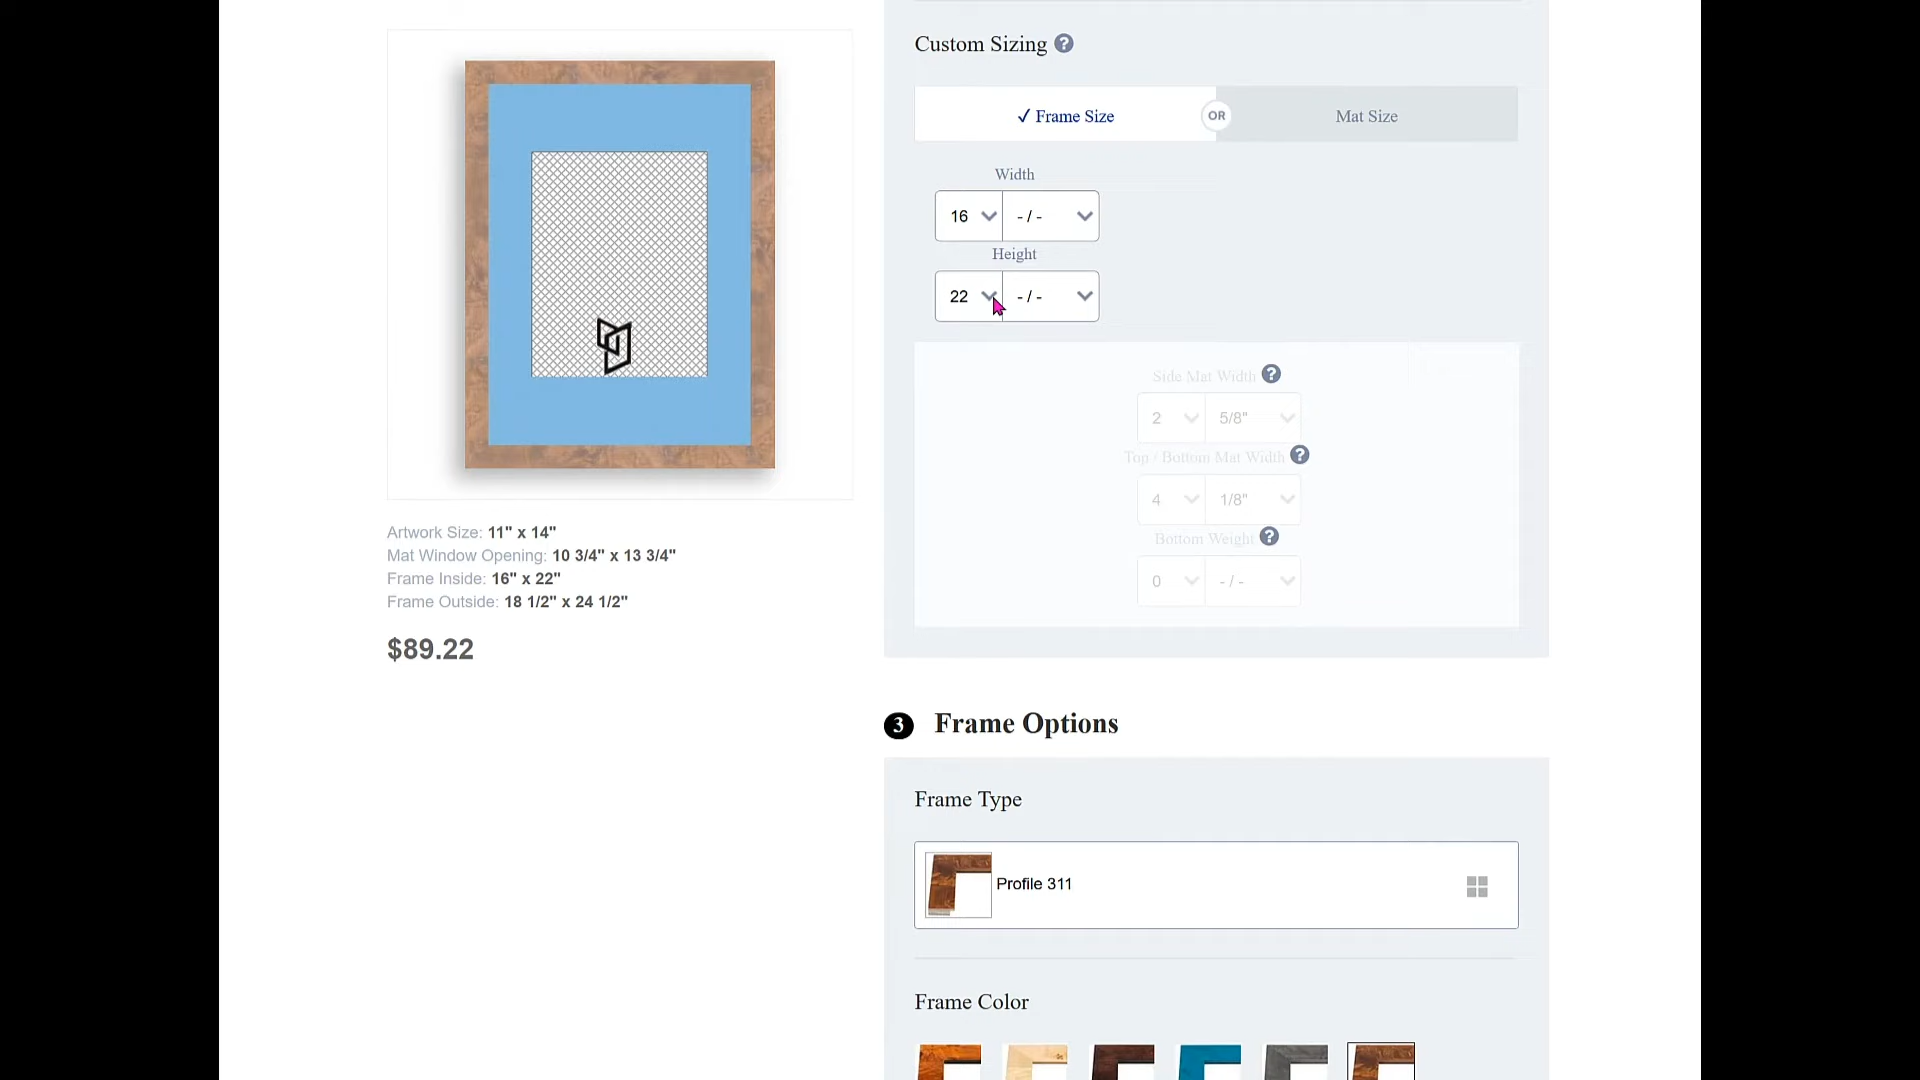 Custom Sizing ?
✓ Frame Size
OR
Mat Size
Width
16
- / -
Height
22
- / -
Side Mat Width ?
2
5/8"
Top / Bottom Mat Width ?
4
1/8"
Bottom Weight ?
0
- / -
Artwork Size: 11" x 14"
Mat Window Opening: 10 3/4" x 13 3/4"
Frame Inside: 16" x 22"
Frame Outside: 18 1/2" x 24 1/2"
$89.22
3 Frame Options
Frame Type
Profile 311
Frame Color